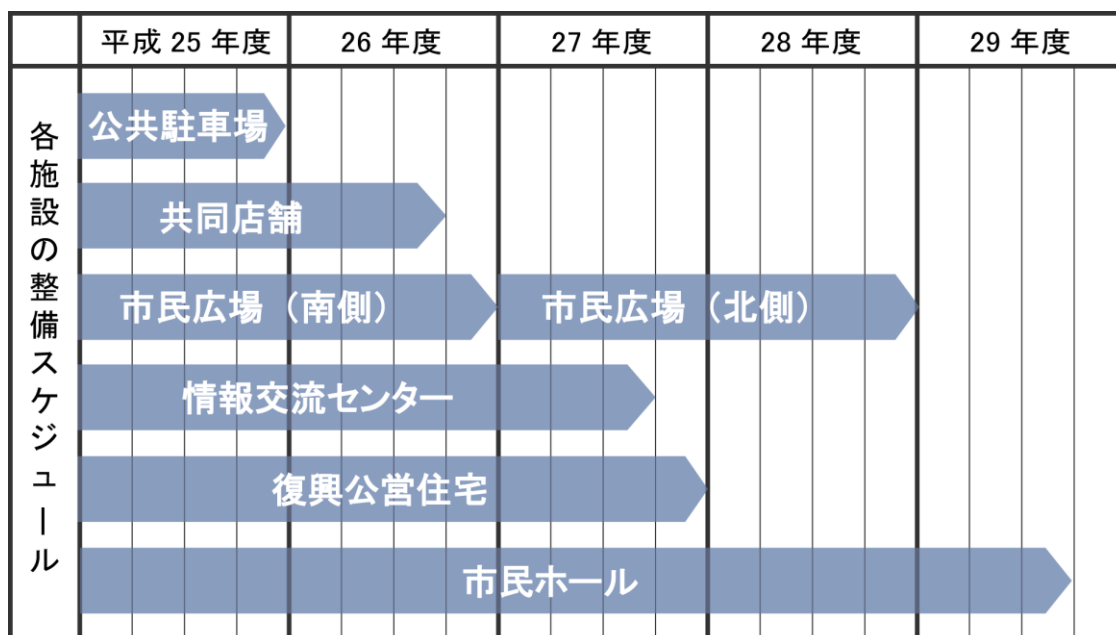 平成 25 年度 26 年度 27 年度 28 年度 29 年度
各施設の整備スケジュール
公共駐車場
共同店舗
市民広場（南側） 市民広場（北側）
情報交流センター
復興公営住宅
市民ホール